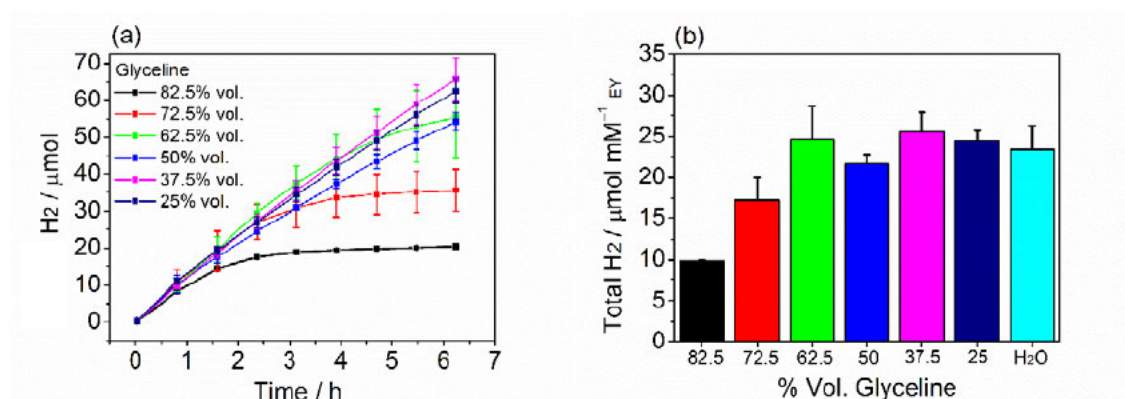 (a)
Glyceline
82.5% vol.
72.5% vol.
62.5% vol.
50% vol.
37.5% vol.
25% vol.
H2 / μmol
70
60
50
40
30
20
10
0
0 1 2 3 4 5 6 7
Time / h
(b)
Total H2 / μmol mM⁻¹ EY
35
30
25
20
15
10
5
0
82.5 72.5 62.5 50 37.5 25 H2O
% Vol. Glyceline